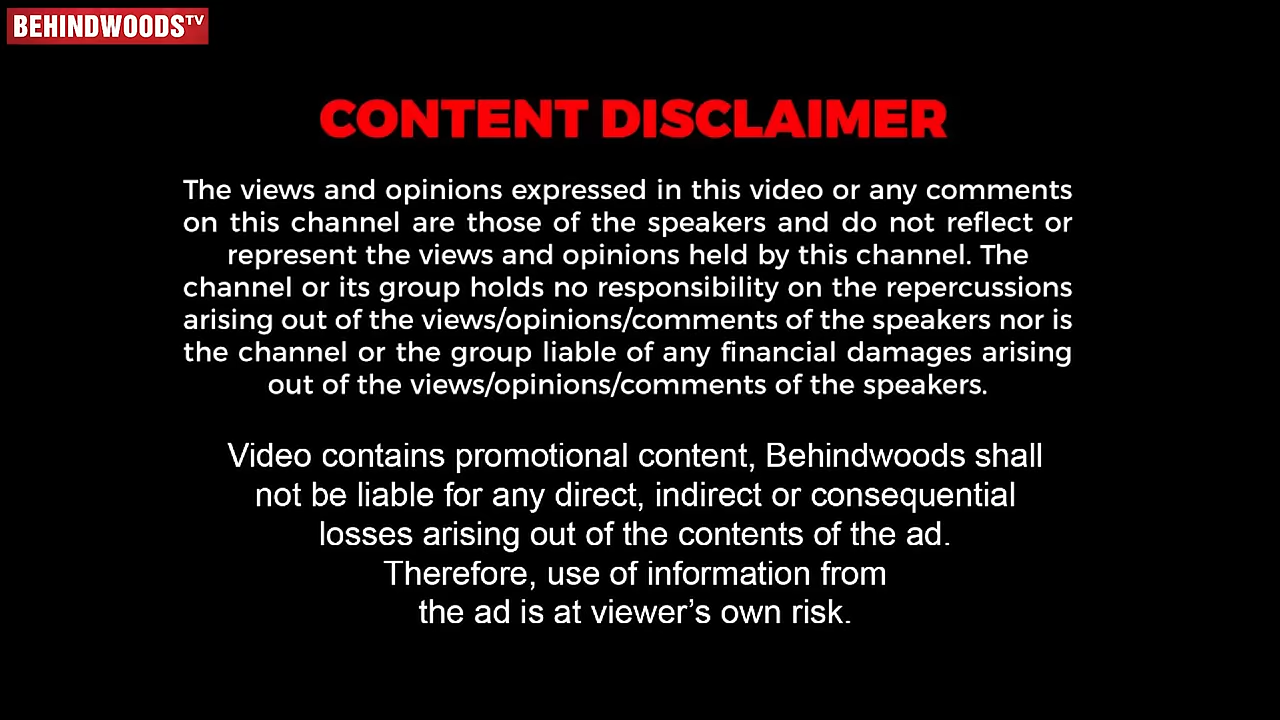 BEHINDWOODS TV
CONTENT DISCLAIMER
The views and opinions expressed in this video or any comments
on this channel are those of the speakers and do not reflect or
represent the views and opinions held by this channel. The
channel or its group holds no responsibility on the repercussions
arising out of the views/opinions/comments of the speakers nor is
the channel or the group liable of any financial damages arising
out of the views/opinions/comments of the speakers.
Video contains promotional content, Behindwoods shall
not be liable for any direct, indirect or consequential
losses arising out of the contents of the ad.
Therefore, use of information from
the ad is at viewer’s own risk.